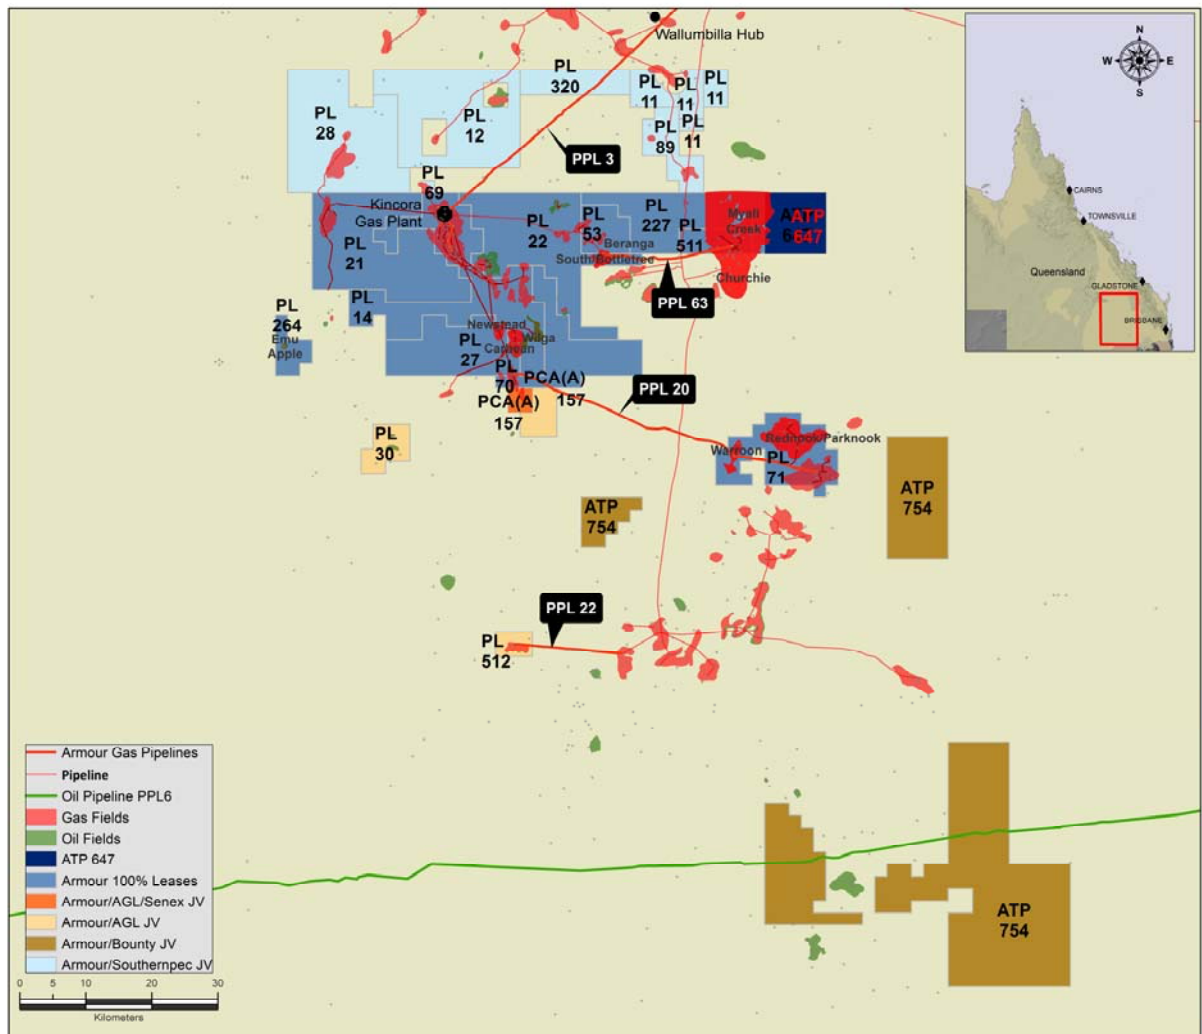 Wallumbilla Hub
N
W
E
S
PL
320
PL
11
PL
11
PL
11
PL
28
PL
12
PL
11
PL
89
PPL 3
PL
69
Kincora
Gas Plant
PL
22
PL
53
PL
227
PL
511
Myall
Creek
ATP
647
Beranga
South/Bottletree
Churchie
PL
21
PPL 63
PL
14
PL
264
Emu
Apple
Newstead
Wilga
PL
27
PL
70
PCA(A)
157
PCA(A)
157
PPL 20
PL
30
Warroon
PL
71
ATP
754
ATP
754
PPL 22
PL
512
ATP
754
CAIRNS
TOWNSVILLE
Queensland
GLADSTONE
BRISBANE
Armour Gas Pipelines
Pipeline
Oil Pipeline PPL6
Gas Fields
Oil Fields
ATP 647
Armour 100% Leases
Armour/AGL/Senex JV
Armour/AGL JV
Armour/Bounty JV
Armour/Southernpec JV
0 5 10 20 30
Kilometers